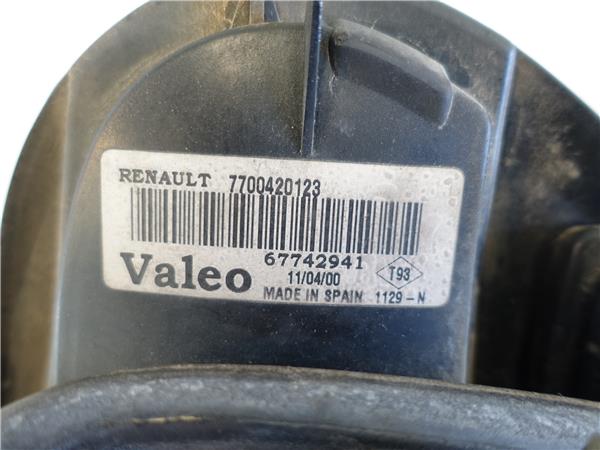 RENAULT 7700420123
67742941
Valeo 11/04/00 T93
MADE IN SPAIN 1129-N